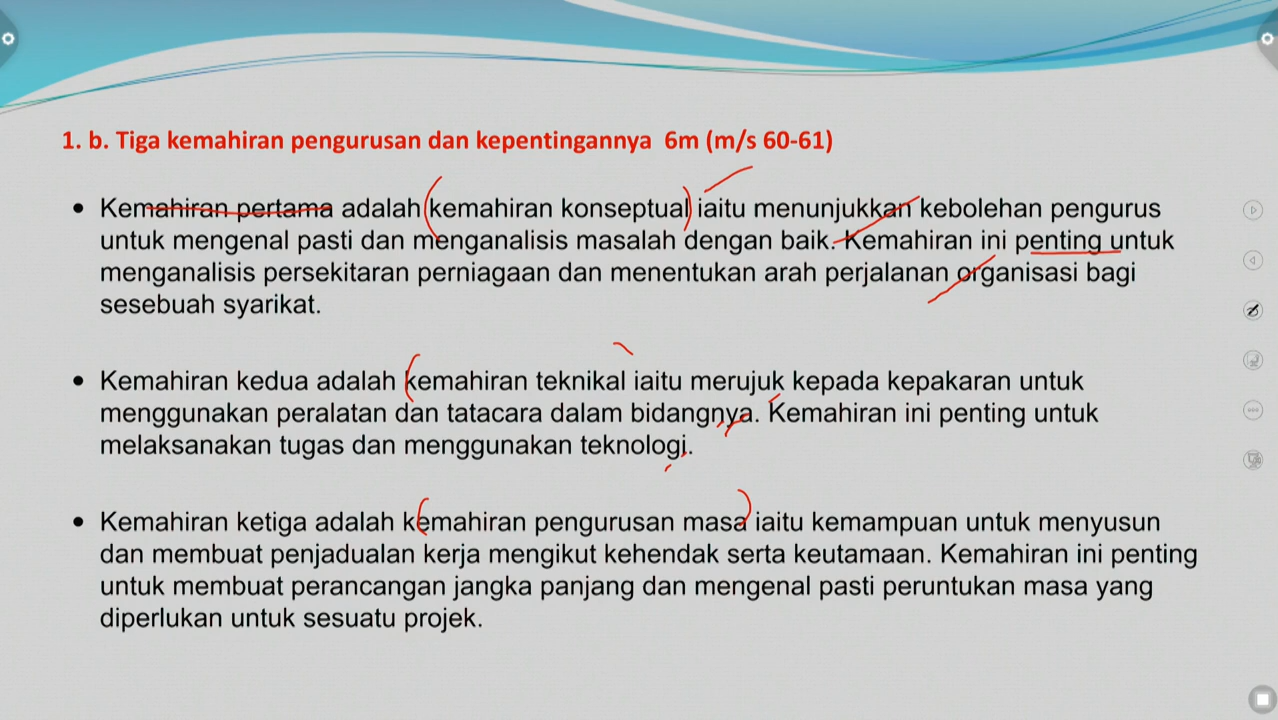 1. b. Tiga kemahiran pengurusan dan kepentingannya 6m (m/s 60-61)
• Kemahiran pertama adalah kemahiran konseptual iaitu menunjukkan kebolehan pengurus
untuk mengenal pasti dan menganalisis masalah dengan baik. Kemahiran ini penting untuk
menganalisis persekitaran perniagaan dan menentukan arah perjalanan organisasi bagi
sesebuah syarikat.
• Kemahiran kedua adalah kemahiran teknikal iaitu merujuk kepada kepakaran untuk
menggunakan peralatan dan tatacara dalam bidangnya. Kemahiran ini penting untuk
melaksanakan tugas dan menggunakan teknologi.
• Kemahiran ketiga adalah kemahiran pengurusan masa iaitu kemampuan untuk menyusun
dan membuat penjadualan kerja mengikut kehendak serta keutamaan. Kemahiran ini penting
untuk membuat perancangan jangka panjang dan mengenal pasti peruntukan masa yang
diperlukan untuk sesuatu projek.